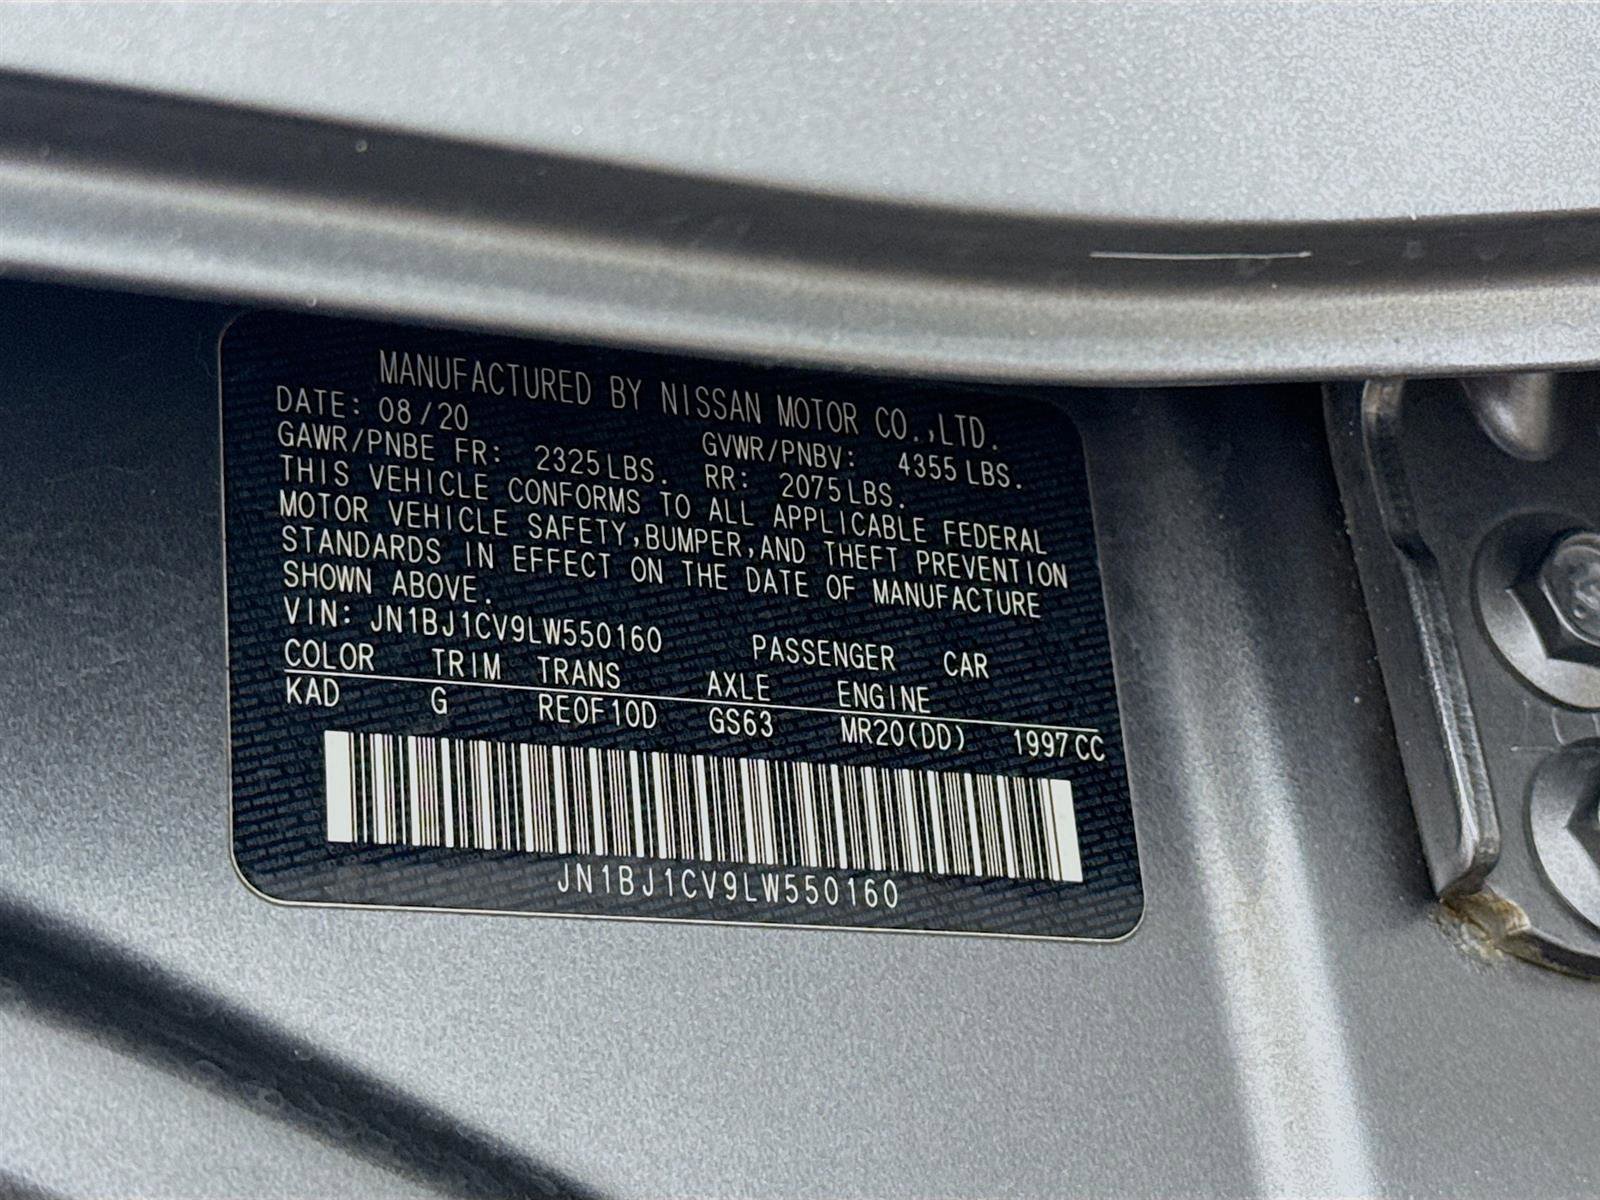 MANUFACTURED BY NISSAN MOTOR CO.,LTD.
DATE: 08/20 GVWR/PNBV: 4355 LBS.
GAWR/PNBE FR: 2325 LBS. RR: 2075 LBS.
THIS VEHICLE CONFORMS TO ALL APPLICABLE FEDERAL
MOTOR VEHICLE SAFETY,BUMPER,AND THEFT PREVENTION
STANDARDS IN EFFECT ON THE DATE OF MANUFACTURE
SHOWN ABOVE.
VIN: JN1BJ1CV9LW550160 PASSENGER CAR
COLOR TRIM TRANS AXLE ENGINE
KAD G RE0F10D GS63 MR20(DD) 1997CC
JN1BJ1CV9LW550160